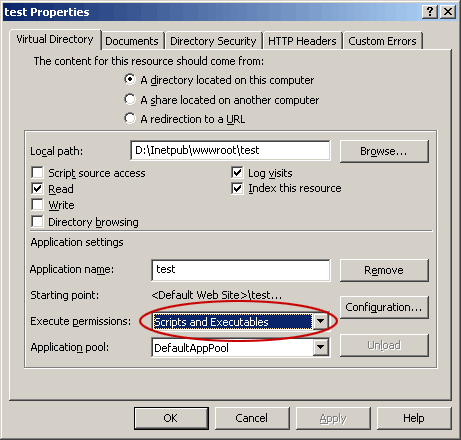 test Properties
Virtual Directory
Documents
Directory Security
HTTP Headers
Custom Errors
The content for this resource should come from:
A directory located on this computer
A share located on another computer
A redirection to a URL
Local path:
D:\Inetpub\wwwroot\test
Browse...
Script source access
Log visits
Read
Index this resource
Write
Directory browsing
Application settings
Application name:
test
Remove
Starting point:
<Default Web Site>\test...
Configuration...
Execute permissions:
Scripts and Executables
Application pool:
DefaultAppPool
Unload
OK
Cancel
Apply
Help